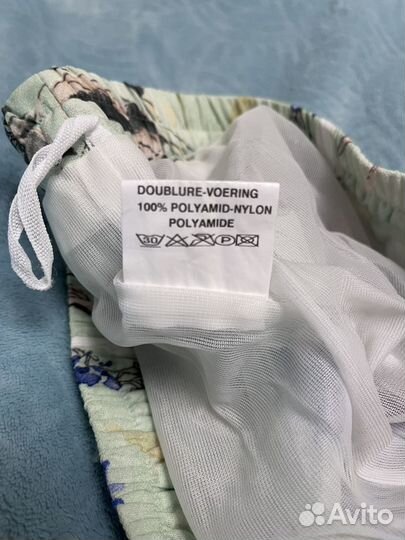 DOUBLURE-VOERING
100% POLYAMID-NYLON
POLYAMIDE
30 P
Avito